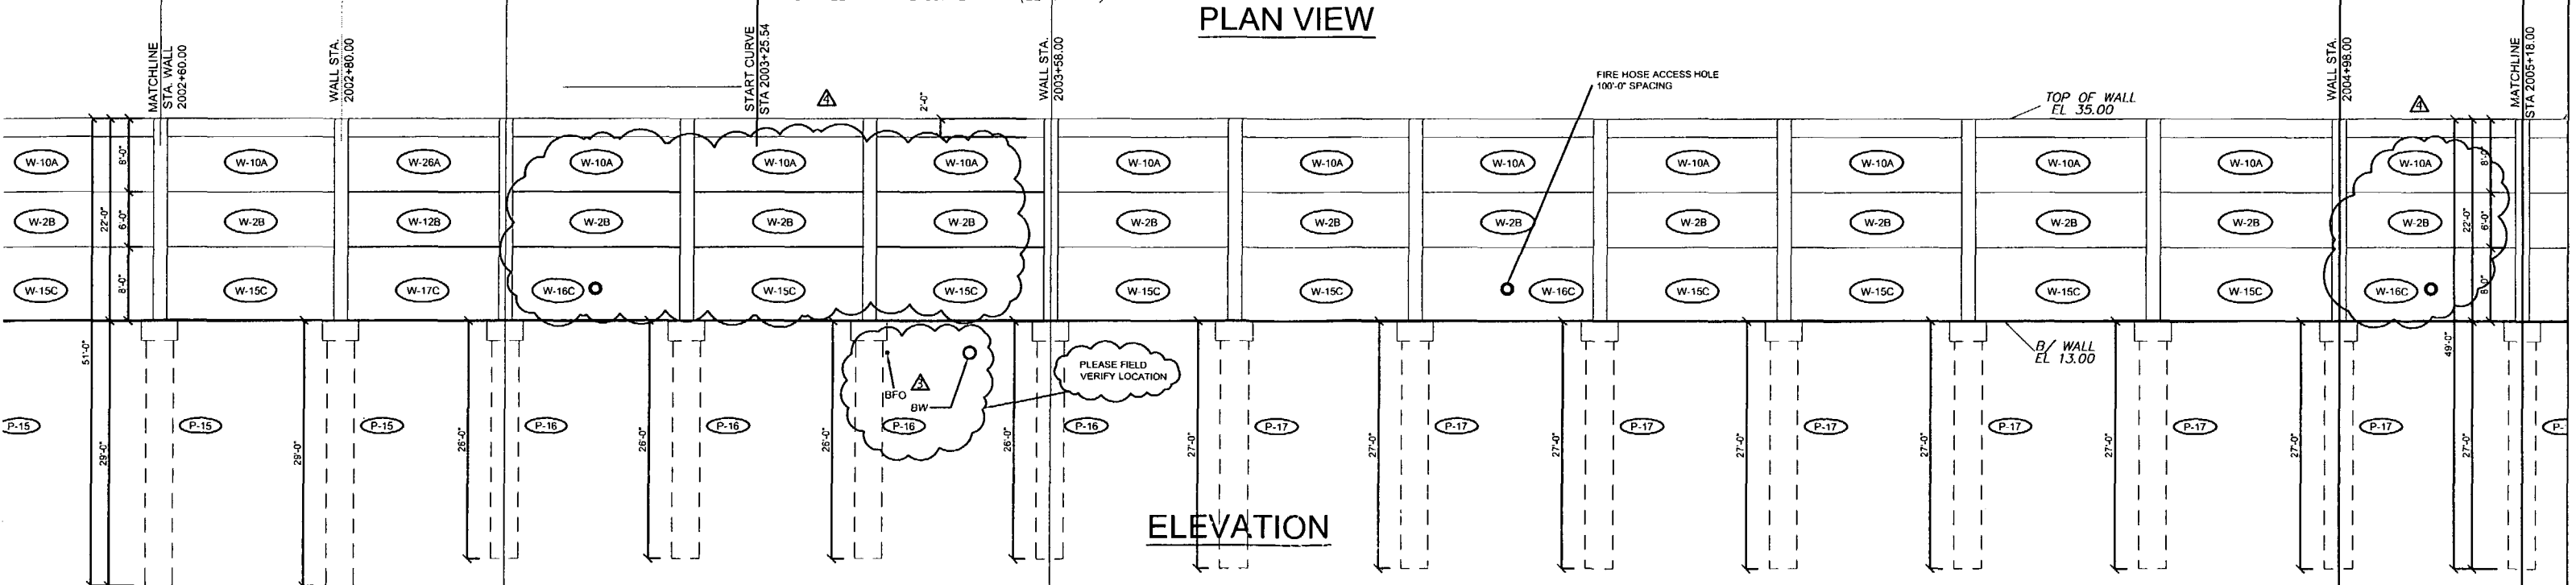 PLAN VIEW
MATCHLINE
STA. WALL
2002+60.00
WALL STA.
2002+80.00
START CURVE
STA 2003+25.54
4
2'-0"
WALL STA.
2003+58.00
FIRE HOSE ACCESS HOLE
100'-0" SPACING
TOP OF WALL
EL 35.00
WALL STA.
2004+98.00
4
MATCHLINE
STA 2005+18.00
W-10A 8'-0" W-10A W-26A W-10A W-10A W-10A W-10A W-10A W-10A W-10A W-10A W-10A W-10A W-10A 8'-0"
W-2B 22'-0" 6'-0" W-2B W-12B W-2B W-2B W-2B W-2B W-2B W-2B W-2B W-2B W-2B W-2B W-2B 22'-0" 6'-0"
W-15C 8'-0" W-15C W-17C W-16C W-15C W-15C W-15C W-15C W-16C W-15C W-15C W-15C W-15C W-16C 8'-0"
51'-0"
BFO
3
BW
PLEASE FIELD
VERIFY LOCATION
B/ WALL
EL 13.00
49'-0"
P-15 P-15 P-15 P-16 P-16 P-16 P-16 P-17 P-17 P-17 P-17 P-17 P-17 P-17 P-
29'-0" 29'-0" 26'-0" 26'-0" 26'-0" 26'-0" 27'-0" 27'-0" 27'-0" 27'-0" 27'-0" 27'-0" 27'-0" 27'-0"
ELEVATION